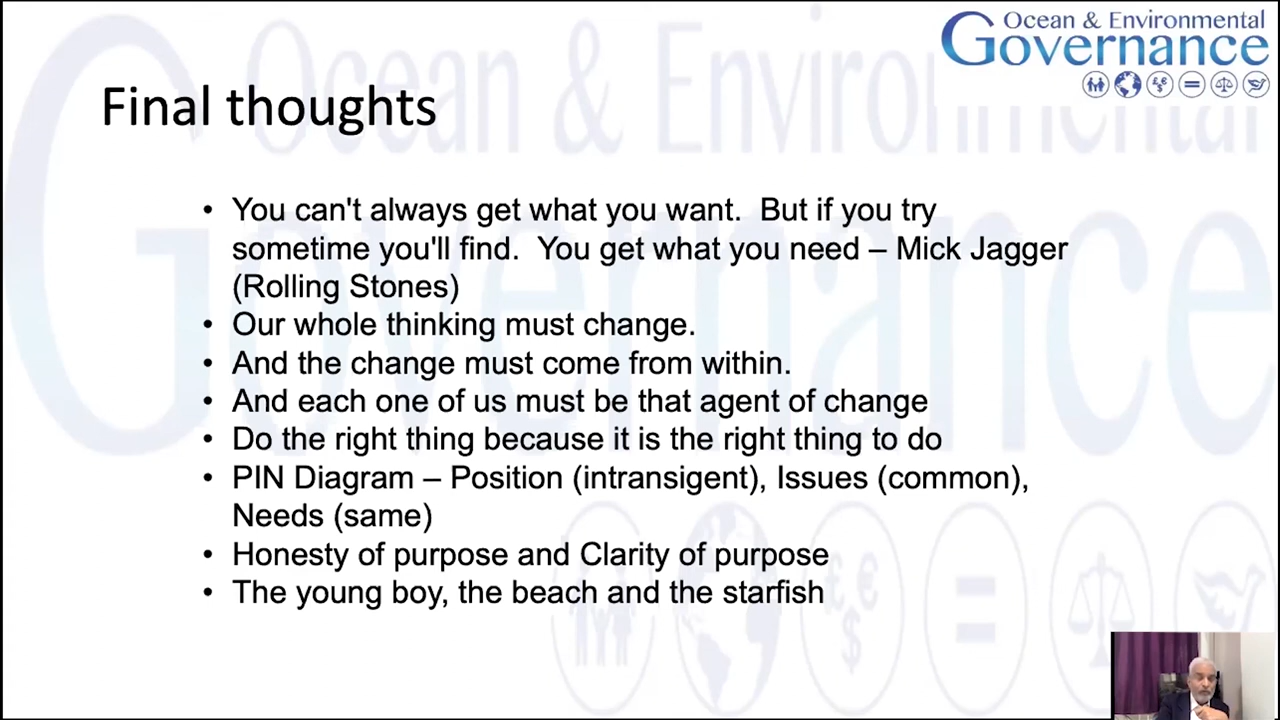 Ocean & Environmental
Governance
Final thoughts
• You can't always get what you want.  But if you try
sometime you'll find.  You get what you need – Mick Jagger
(Rolling Stones)
• Our whole thinking must change.
• And the change must come from within.
• And each one of us must be that agent of change
• Do the right thing because it is the right thing to do
• PIN Diagram – Position (intransigent), Issues (common),
Needs (same)
• Honesty of purpose and Clarity of purpose
• The young boy, the beach and the starfish